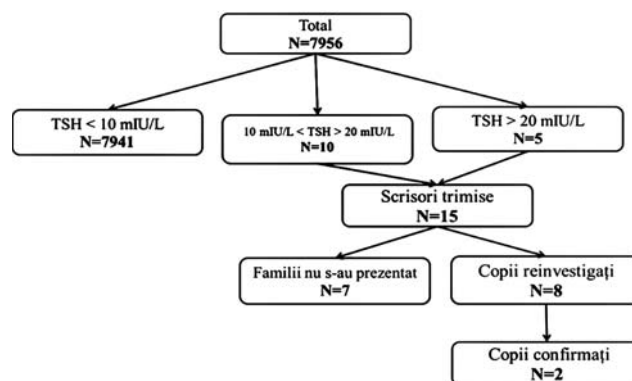 Total
N=7956
TSH < 10 mIU/L
N=7941
10 mIU/L < TSH > 20 mIU/L
N=10
TSH > 20 mIU/L
N=5
Scrisori trimise
N=15
Familii nu s-au prezentat
N=7
Copii reinvestigați
N=8
Copii confirmați
N=2